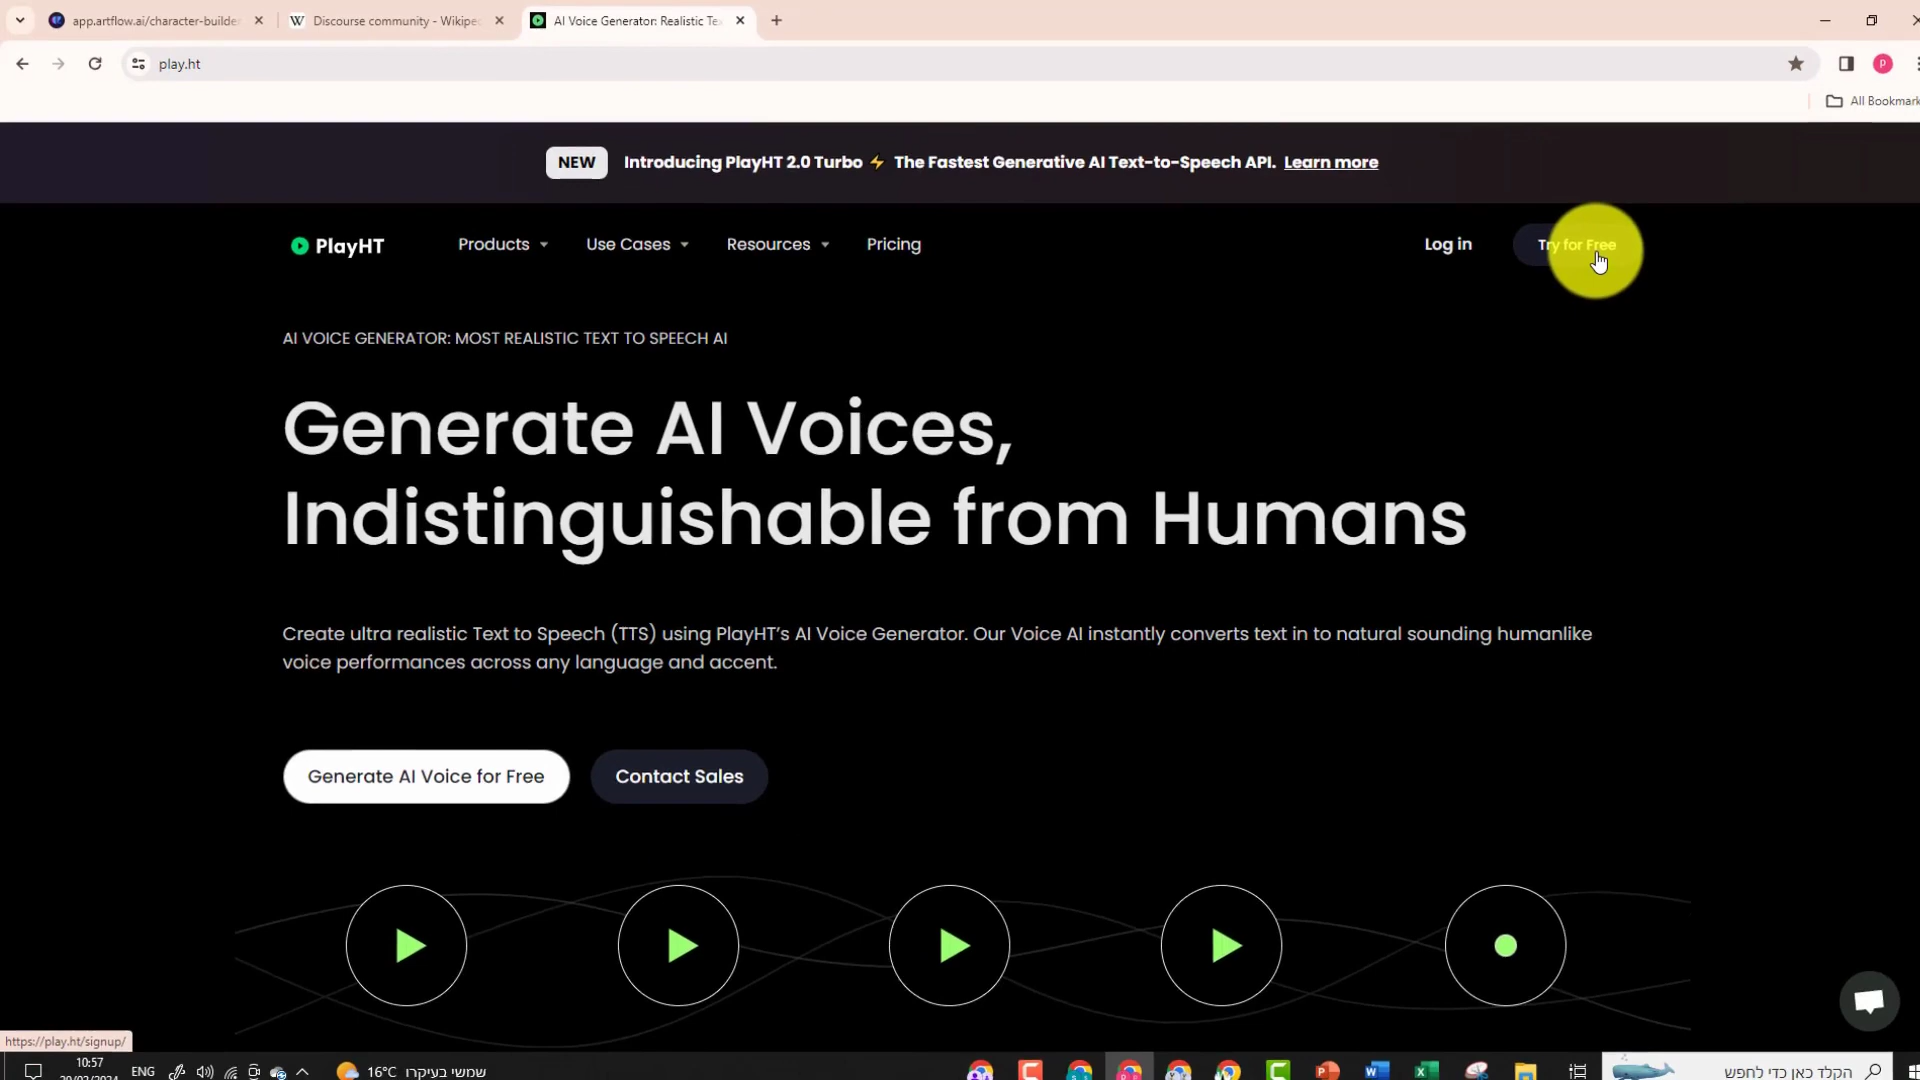 app.artflow.ai/character-builder
Discourse community - Wikipe
AI Voice Generator: Realistic Te
play.ht
P
All Bookmark
NEW
Introducing PlayHT 2.0 Turbo ⚡ The Fastest Generative AI Text-to-Speech API. Learn more
PlayHT
Products
Use Cases
Resources
Pricing
Log in
Try for Free
AI VOICE GENERATOR: MOST REALISTIC TEXT TO SPEECH AI
Generate AI Voices,
Indistinguishable from Humans
Create ultra realistic Text to Speech (TTS) using PlayHT’s AI Voice Generator. Our Voice AI instantly converts text in to natural sounding humanlike
voice performances across any language and accent.
Generate AI Voice for Free
Contact Sales
https://play.ht/signup/
10:57
ENG
16°C שמשי בעיקרו
הקלד כאן כדי לחפש